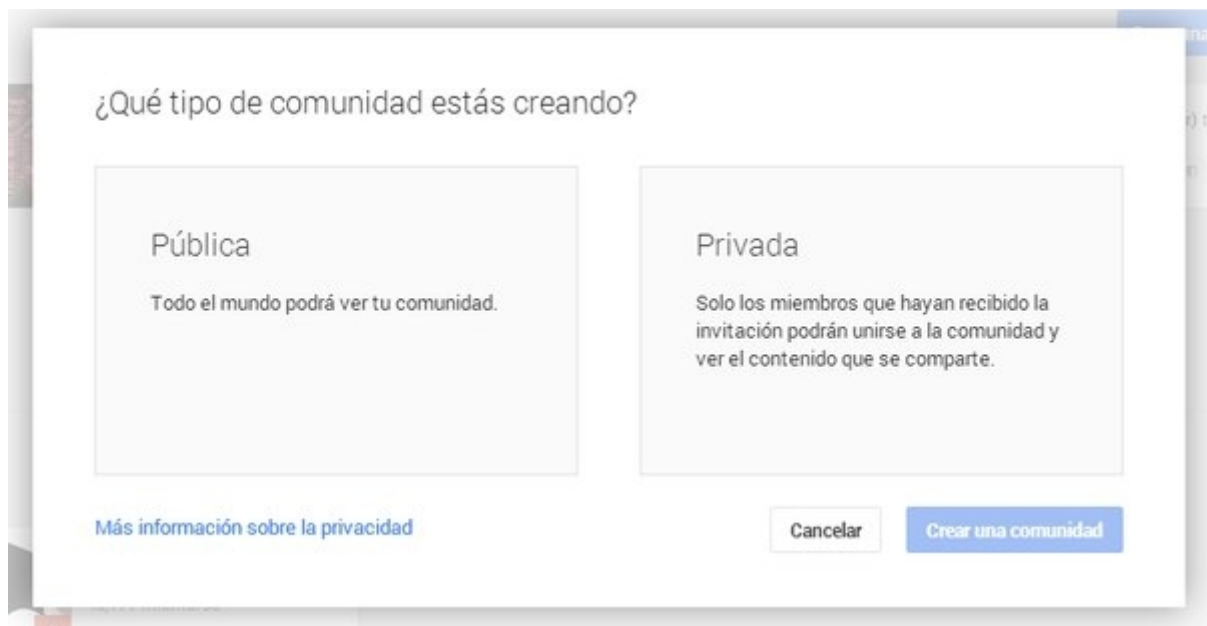 ¿Qué tipo de comunidad estás creando?
Pública
Todo el mundo podrá ver tu comunidad.
Privada
Solo los miembros que hayan recibido la
invitación podrán unirse a la comunidad y
ver el contenido que se comparte.
Más información sobre la privacidad
Cancelar
Crear una comunidad